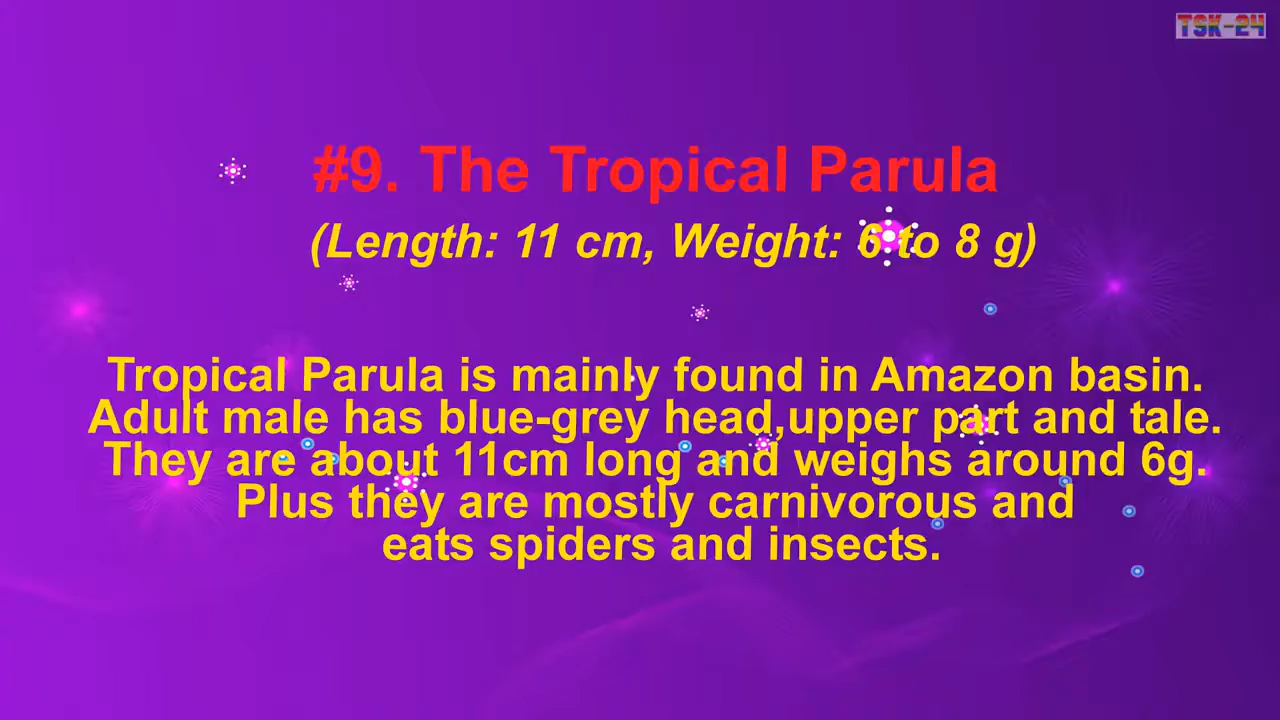 TSK-24
#9. The Tropical Parula
(Length: 11 cm, Weight: 6 to 8 g)
Tropical Parula is mainly found in Amazon basin.
Adult male has blue-grey head,upper part and tale.
They are about 11cm long and weighs around 6g.
Plus they are mostly carnivorous and
eats spiders and insects.